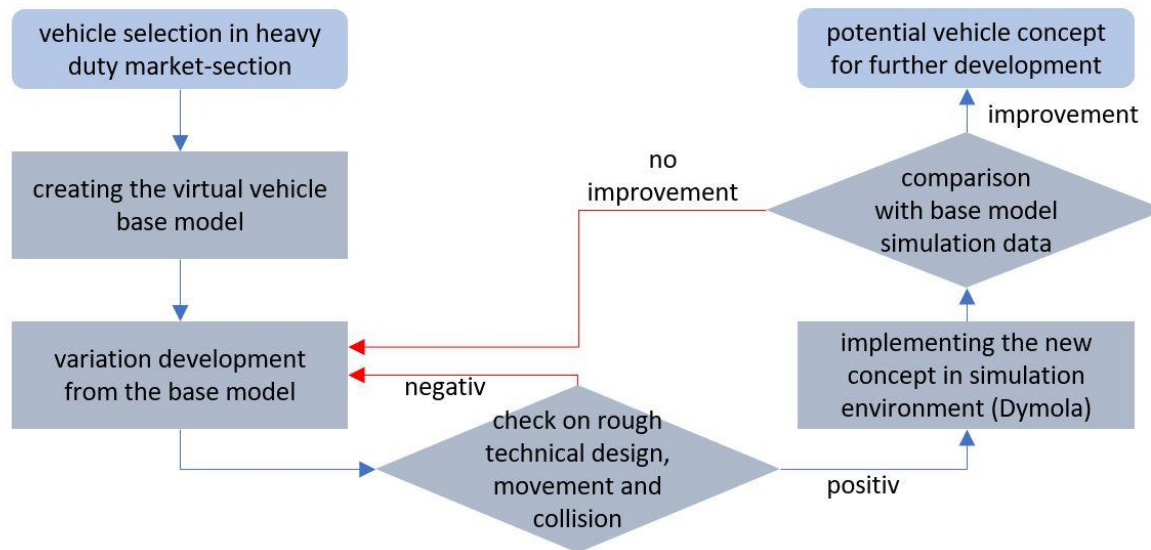 vehicle selection in heavy
duty market-section
creating the virtual vehicle
base model
variation development
from the base model
negativ
check on rough
technical design,
movement and
collision
positiv
implementing the new
concept in simulation
environment (Dymola)
comparison
with base model
simulation data
no
improvement
improvement
potential vehicle concept
for further development